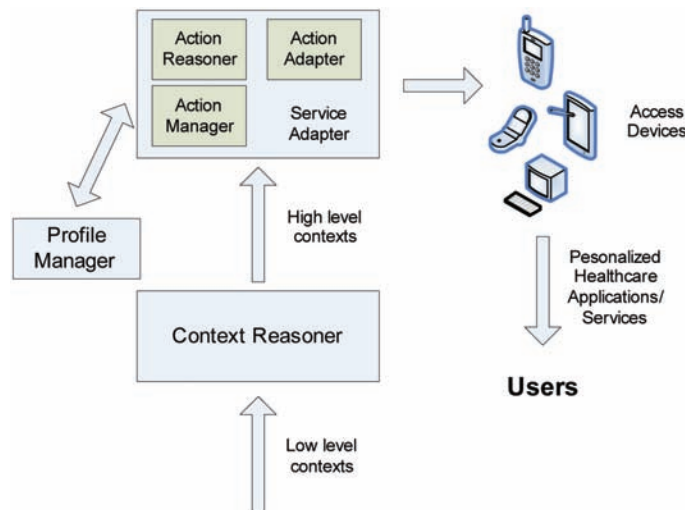 Action
Reasoner
Action
Adapter
Action
Manager
Service
Adapter
Access
Devices
High level
contexts
Profile
Manager
Pesonalized
Healthcare
Applications/
Services
Context Reasoner
Users
Low level
contexts